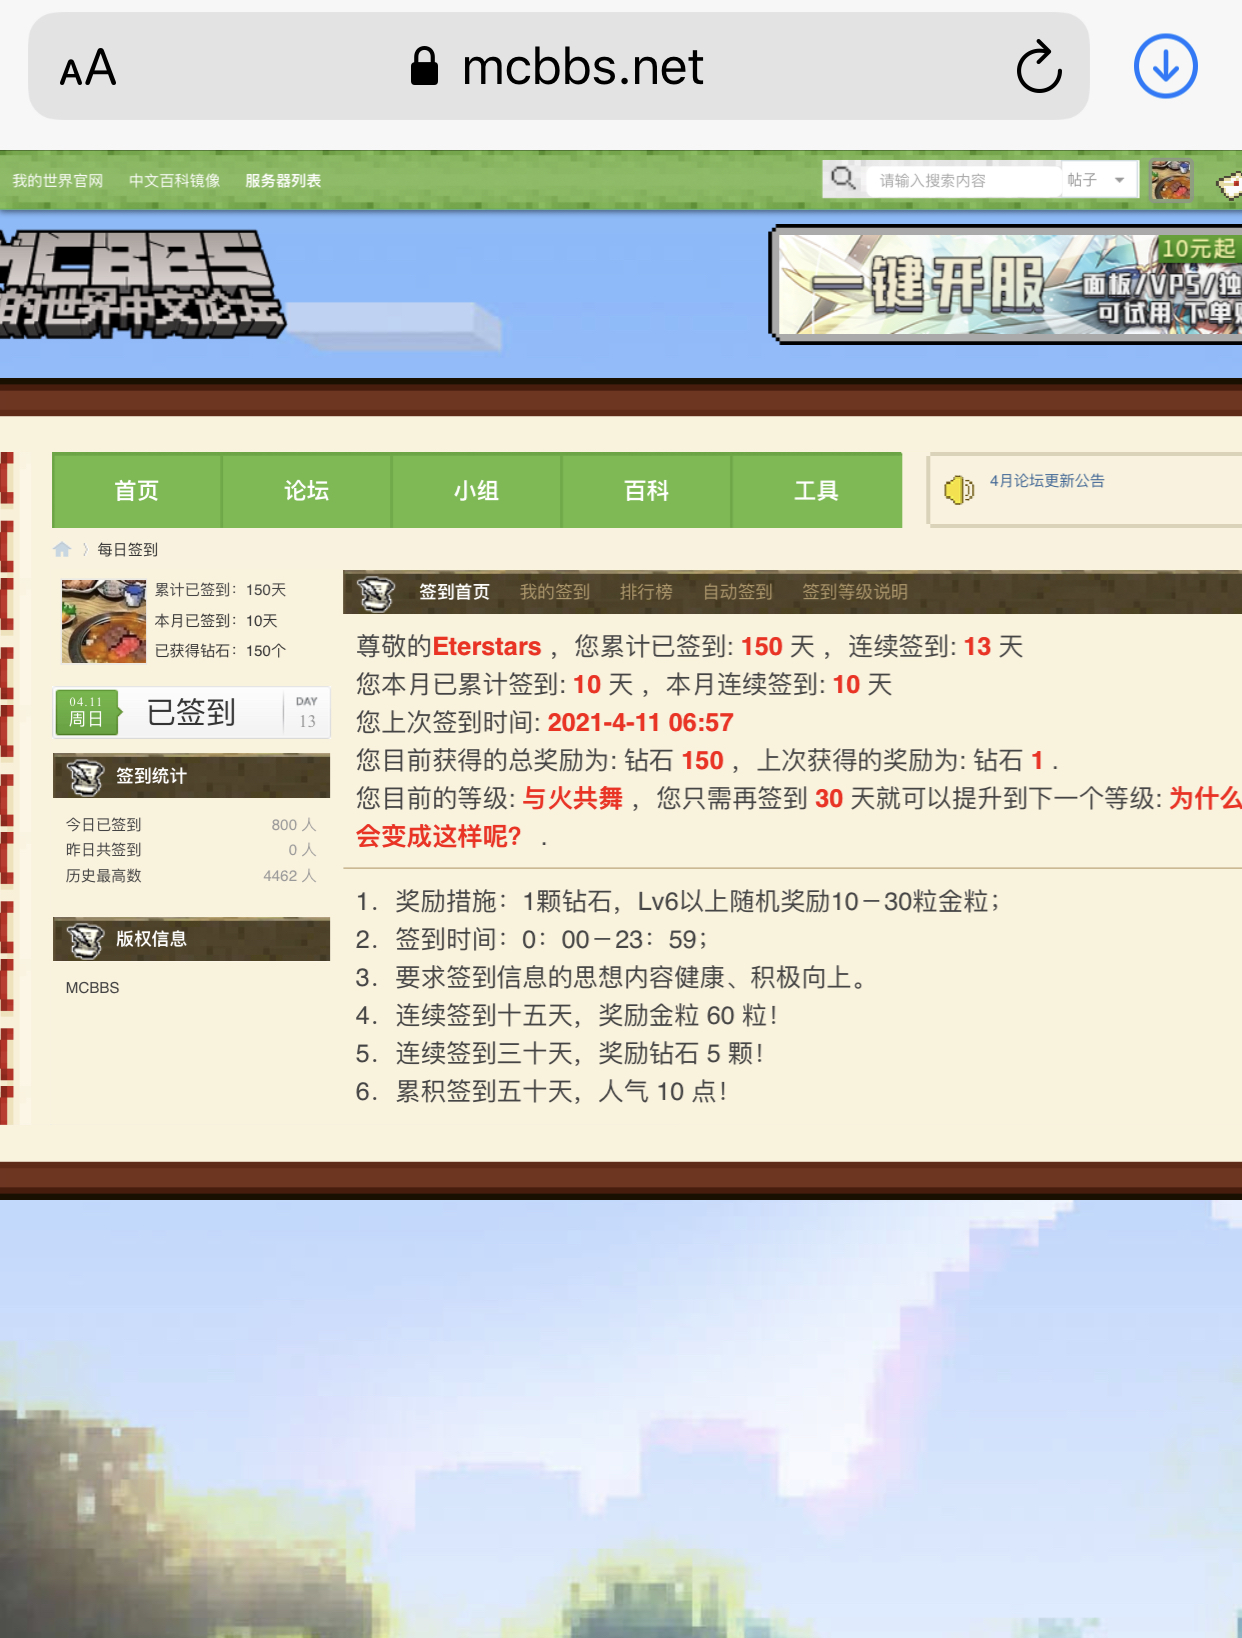 AA
mcbbs.net
我的世界官网 中文百科镜像 服务器列表
请输入搜索内容 帖子
MCBBS
的世界中文论坛
10元起
一键开服
面板/VPS/独
可试用、下单
首页 论坛 小组 百科 工具
4月论坛更新公告
〉每日签到
累计已签到：150天
本月已签到：10天
已获得钻石：150个
04.11
周日
已签到
DAY
13
签到统计
今日已签到 800 人
昨日共签到 0 人
历史最高数 4462 人
版权信息
MCBBS
签到首页 我的签到 排行榜 自动签到 签到等级说明
尊敬的Eterstars ，您累计已签到: 150 天 ，连续签到: 13 天
您本月已累计签到: 10 天 ，本月连续签到: 10 天
您上次签到时间: 2021-4-11 06:57
您目前获得的总奖励为: 钻石 150 ，上次获得的奖励为: 钻石 1 .
您目前的等级: 与火共舞 ，您只需再签到 30 天就可以提升到下一个等级: 为什么
会变成这样呢？ .
1. 奖励措施：1颗钻石，Lv6以上随机奖励10－30粒金粒；
2. 签到时间：0：00－23：59；
3. 要求签到信息的思想内容健康、积极向上。
4. 连续签到十五天，奖励金粒 60 粒！
5. 连续签到三十天，奖励钻石 5 颗！
6. 累积签到五十天，人气 10 点！